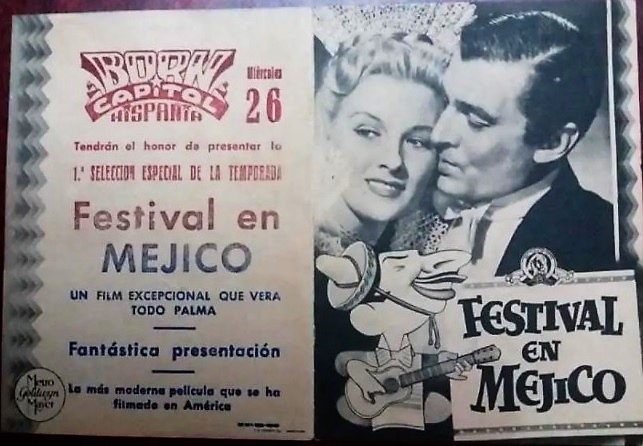 BORN
CAPITOL
HISPANIA
Miércoles
26
Tendrán el honor de presentar la
1.ª SELECCION ESPECIAL DE LA TEMPORADA
Festival en
MEJICO
UN FILM EXCEPCIONAL QUE VERA
TODO PALMA
Fantástica presentación
La más moderna película que se ha
filmado en América
Metro
Goldwyn
Mayer
FESTIVAL
EN
MEJICO